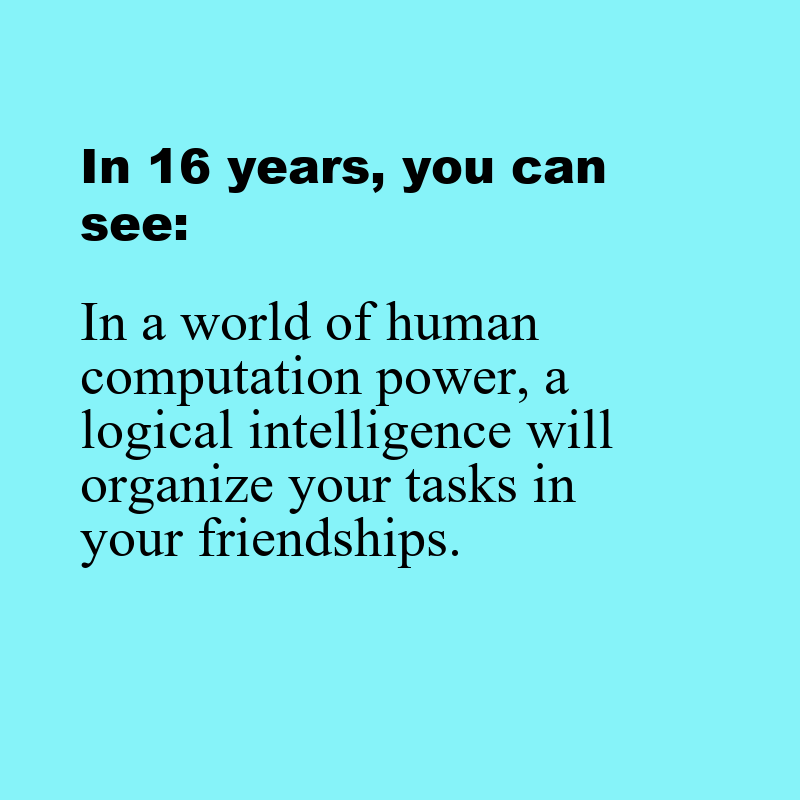 In 16 years, you can
see:
In a world of human
computation power, a
logical intelligence will
organize your tasks in
your friendships.